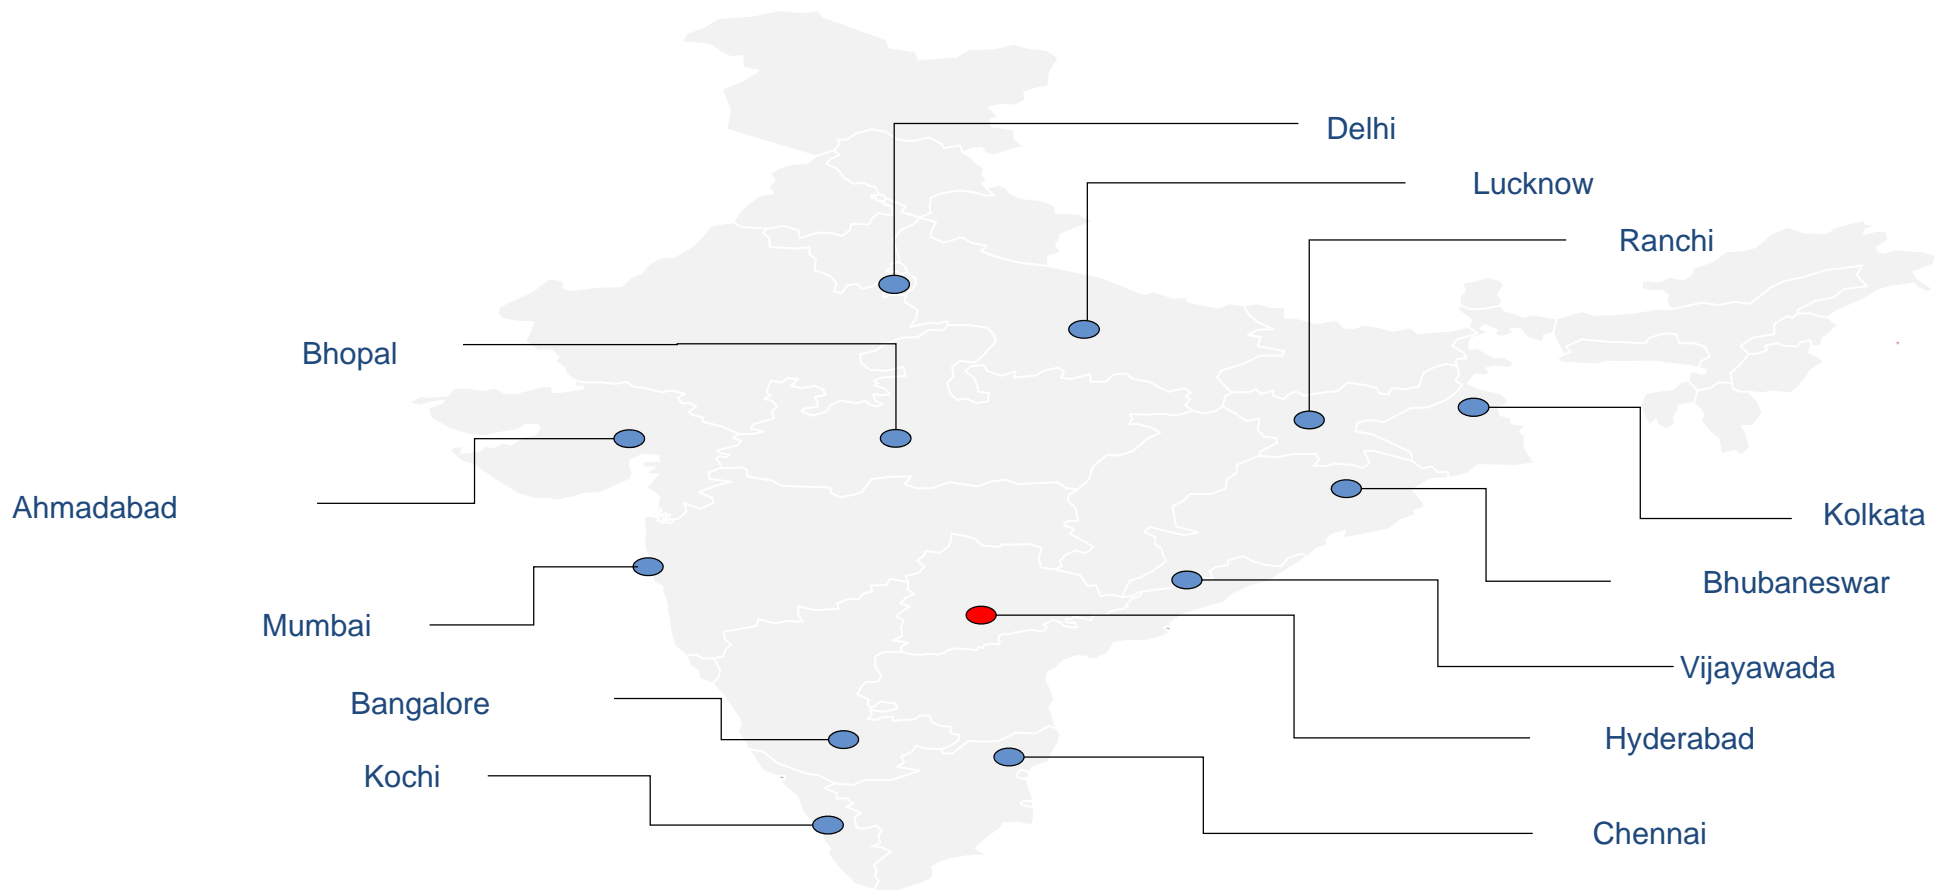 Delhi
Lucknow
Ranchi
Bhopal
Ahmadabad
Kolkata
Bhubaneswar
Mumbai
Vijayawada
Bangalore
Hyderabad
Kochi
Chennai